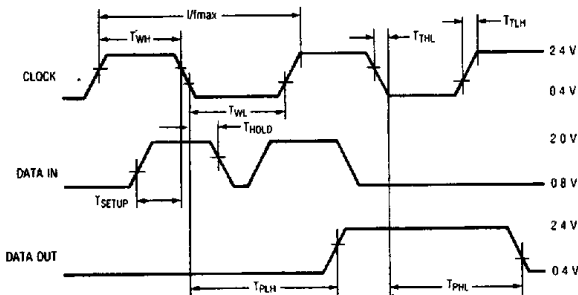 1/fmax
TWH
TTHL
TTLH
2.4 V
CLOCK
0.4 V
TWL
THOLD
2.0 V
DATA IN
0.8 V
TSETUP
2.4 V
DATA OUT
0.4 V
TPLH
TPHL